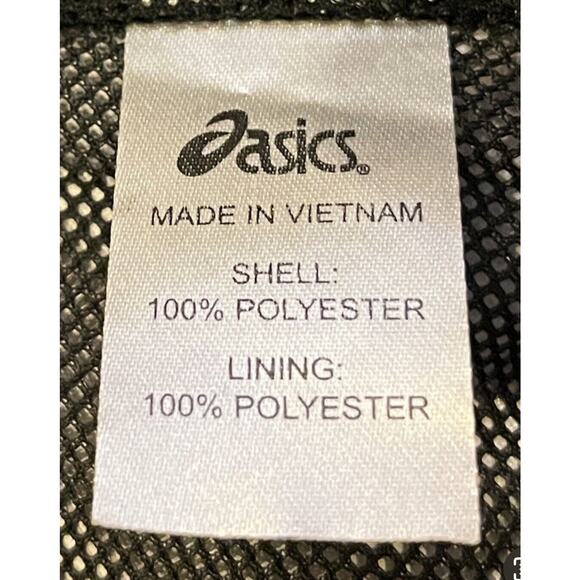 asics®
MADE IN VIETNAM
SHELL:
100% POLYESTER
LINING:
100% POLYESTER